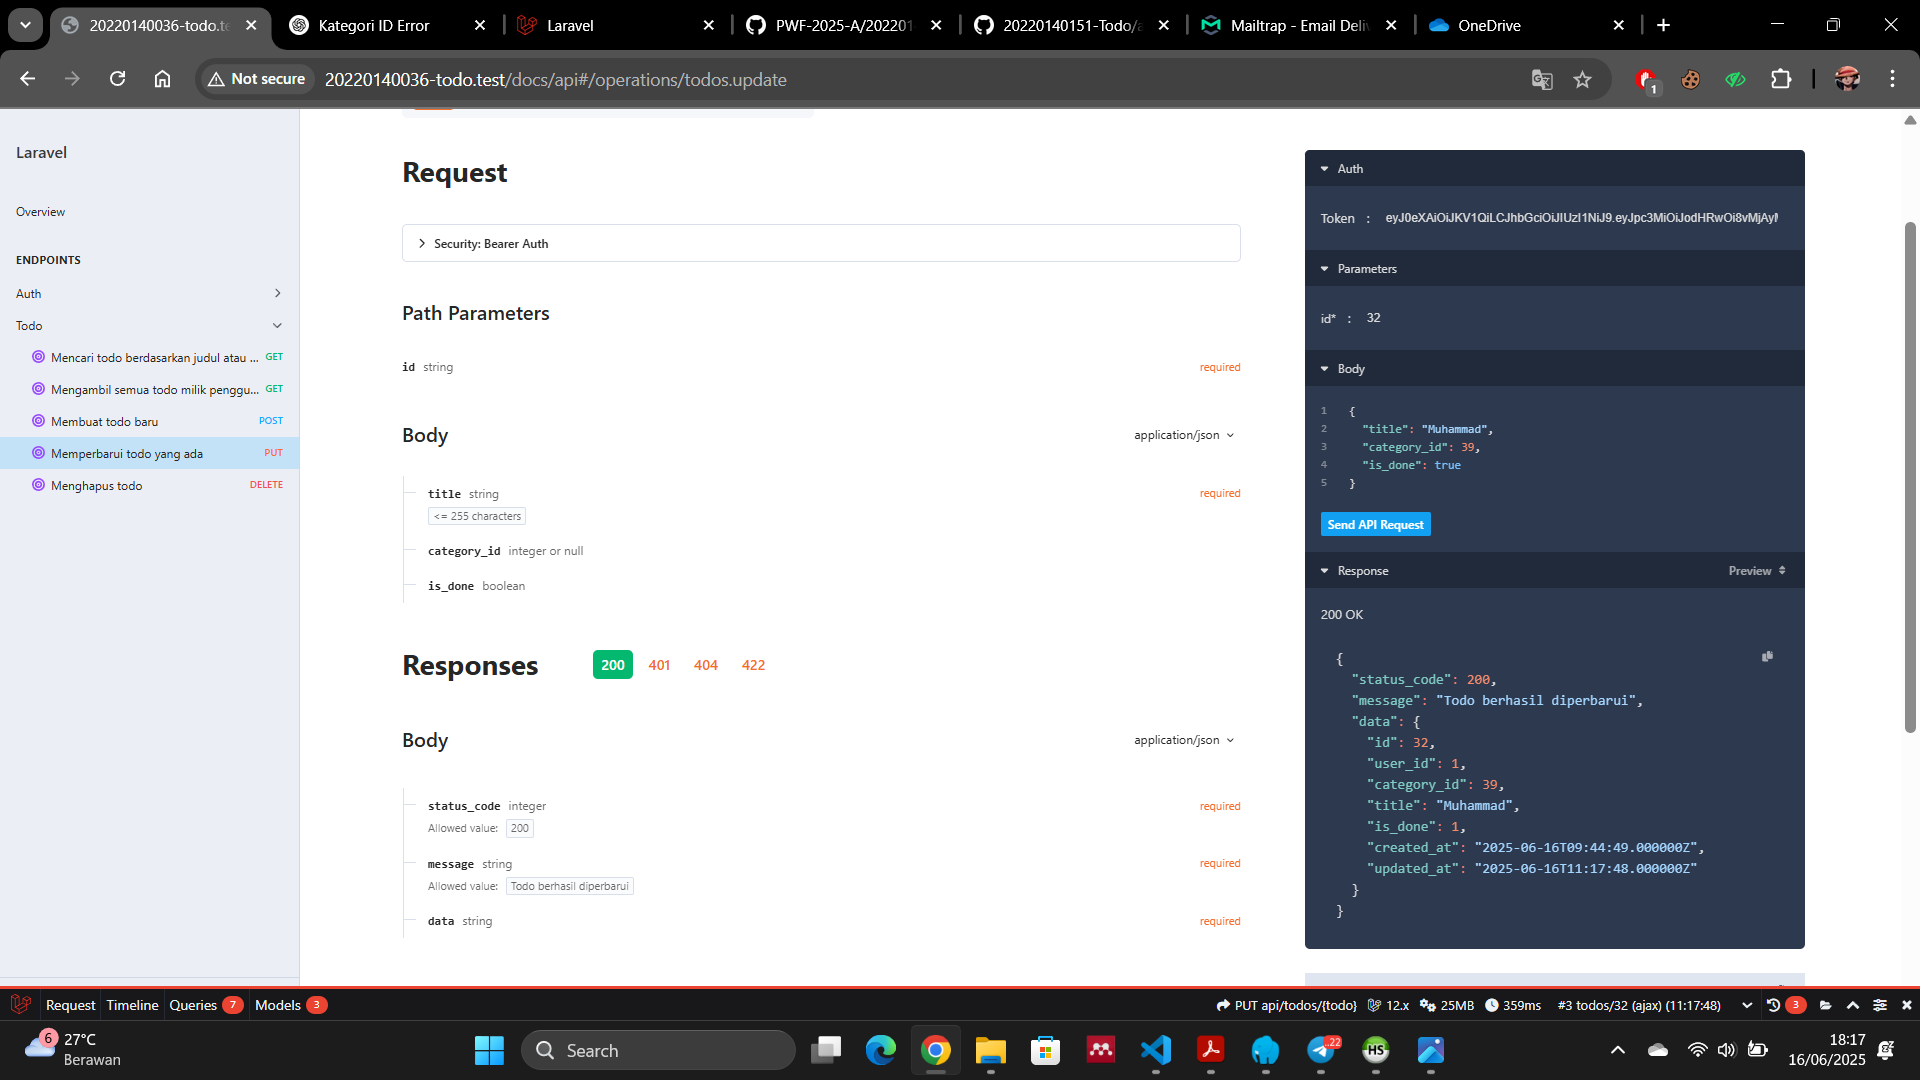 20220140036-todo.te
Kategori ID Error
Laravel
PWF-2025-A/202201
20220140151-Todo/a
Mailtrap - Email Deliv
OneDrive
Not secure
20220140036-todo.test/docs/api#/operations/todos.update
1
Laravel
Overview
ENDPOINTS
Auth
Todo
Mencari todo berdasarkan judul atau ... GET
Mengambil semua todo milik penggu... GET
Membuat todo baru POST
Memperbarui todo yang ada PUT
Menghapus todo DELETE
Request
Security: Bearer Auth
Path Parameters
id string required
Body application/json
title string required
<= 255 characters
category_id integer or null
is_done boolean
Responses 200 401 404 422
Body application/json
status_code integer required
Allowed value: 200
message string required
Allowed value: Todo berhasil diperbarui
data string required
Auth
Token : eyJ0eXAiOiJKV1QiLCJhbGciOiJIUzI1NiJ9.eyJpc3MiOiJodHRwOi8vMjAyM
Parameters
id* : 32
Body
1 {
2 "title": "Muhammad",
3 "category_id": 39,
4 "is_done": true
5 }
Send API Request
Response Preview
200 OK
{
"status_code": 200,
"message": "Todo berhasil diperbarui",
"data": {
"id": 32,
"user_id": 1,
"category_id": 39,
"title": "Muhammad",
"is_done": 1,
"created_at": "2025-06-16T09:44:49.000000Z",
"updated_at": "2025-06-16T11:17:48.000000Z"
}
}
Request Timeline Queries 7 Models 3 PUT api/todos/{todo} 12.x 25MB 359ms #3 todos/32 (ajax) (11:17:48) 3
6
27°C
Berawan
Search
HS
22
18:17
16/06/2025